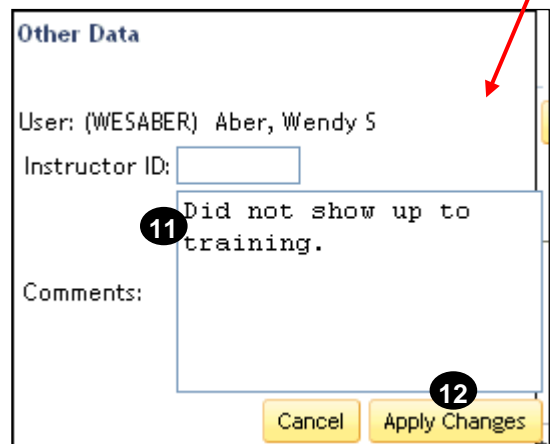 Other Data
User: (WESABER) Aber, Wendy S
Instructor ID:
11
Did not show up to
training.
Comments:
12
Cancel Apply Changes